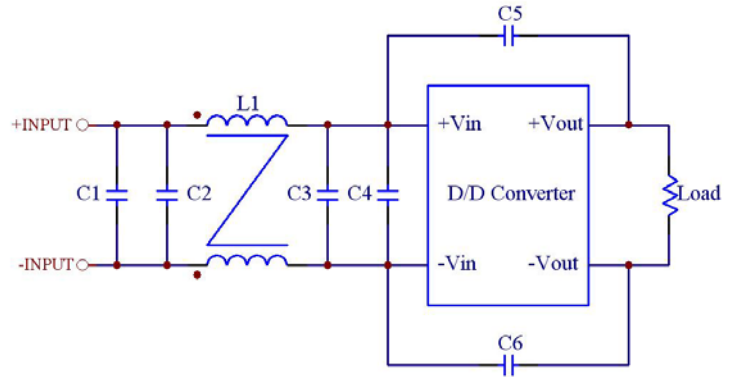 C5
L1
+INPUT
+Vin
+Vout
C1
C2
C3
C4
D/D Converter
Load
-INPUT
-Vin
-Vout
C6